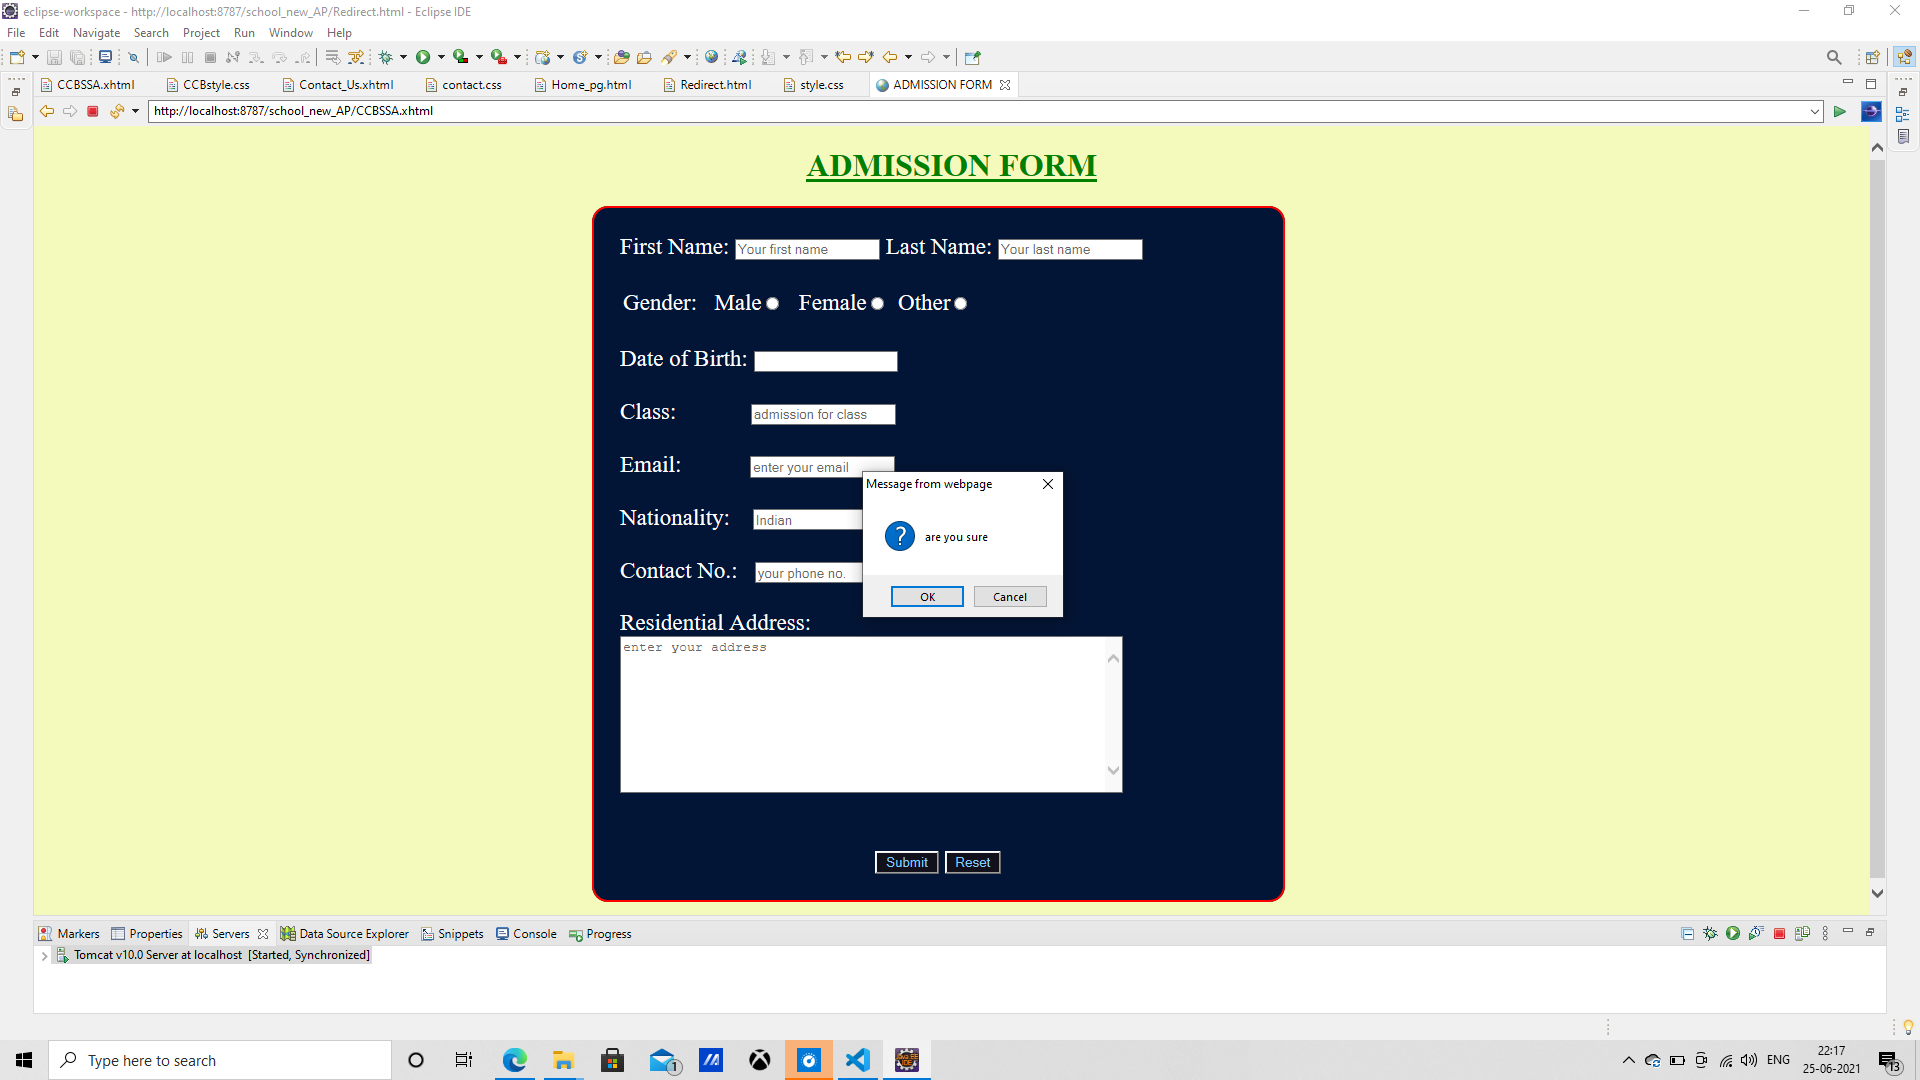 eclipse-workspace - http://localhost:8787/school_new_AP/Redirect.html - Eclipse IDE
File Edit Navigate Search Project Run Window Help
CCBSSA.xhtml CCBstyle.css Contact_Us.xhtml contact.css Home_pg.html Redirect.html style.css ADMISSION FORM
http://localhost:8787/school_new_AP/CCBSSA.xhtml
ADMISSION FORM
First Name: Your first name Last Name: Your last name
Gender: Male Female Other
Date of Birth:
Class: admission for class
Email: enter your email
Message from webpage
Nationality: Indian
? are you sure
Contact No.: your phone no.
OK Cancel
Residential Address:
enter your address
Submit Reset
Markers Properties Servers Data Source Explorer Snippets Console Progress
Tomcat v10.0 Server at localhost [Started, Synchronized]
Type here to search
1
ENG
22:17
25-06-2021
13